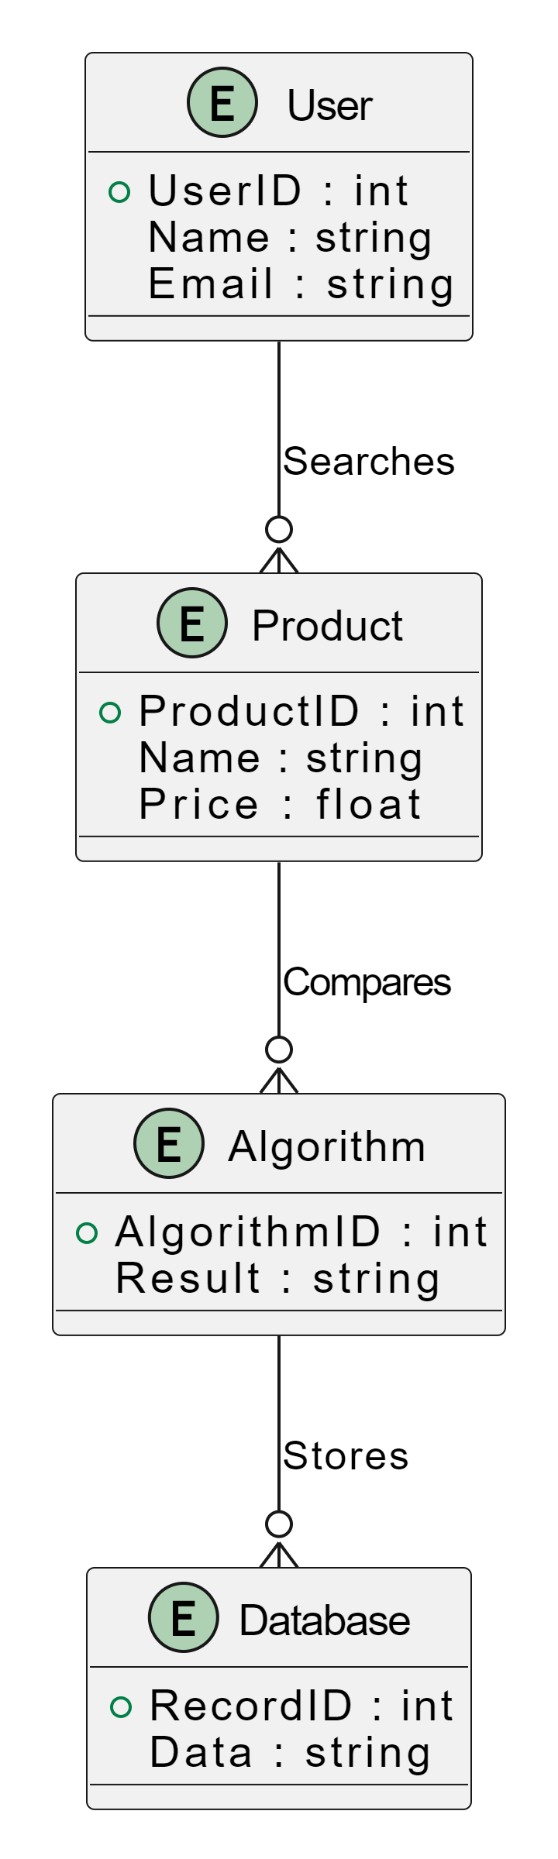 E User
UserID : int
Name : string
Email : string
Searches
E Product
ProductID : int
Name : string
Price : float
Compares
E Algorithm
AlgorithmID : int
Result : string
Stores
E Database
RecordID : int
Data : string